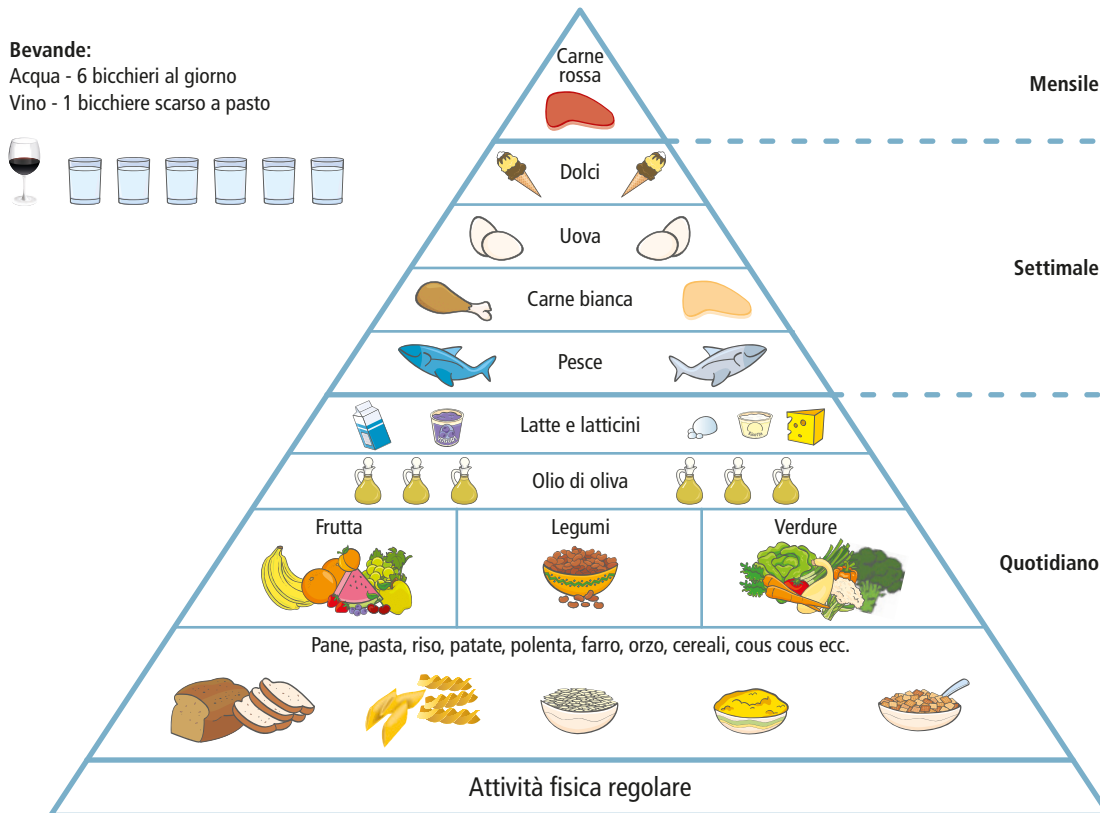 Bevande:
Acqua - 6 bicchieri al giorno
Vino - 1 bicchiere scarso a pasto
Carne
rossa
Mensile
Dolci
Uova
Settimale
Carne bianca
Pesce
Latte e latticini
Olio di oliva
Frutta
Legumi
Verdure
Quotidiano
Pane, pasta, riso, patate, polenta, farro, orzo, cereali, cous cous ecc.
Attività fisica regolare